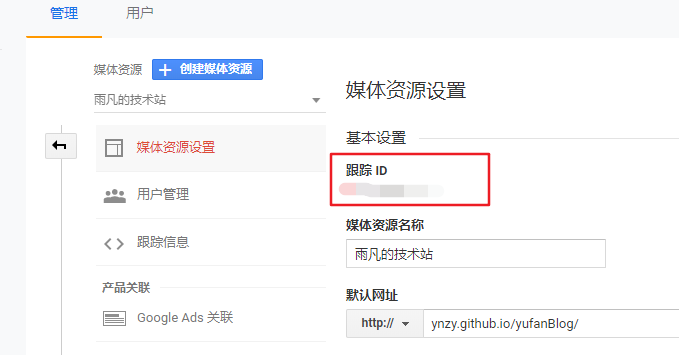 管理 用户
媒体资源 + 创建媒体资源
雨凡的技术站
媒体资源设置
用户管理
跟踪信息
产品关联
Google Ads 关联
媒体资源设置
基本设置
跟踪 ID
媒体资源名称
雨凡的技术站
默认网址
http:// ynzy.github.io/yufanBlog/